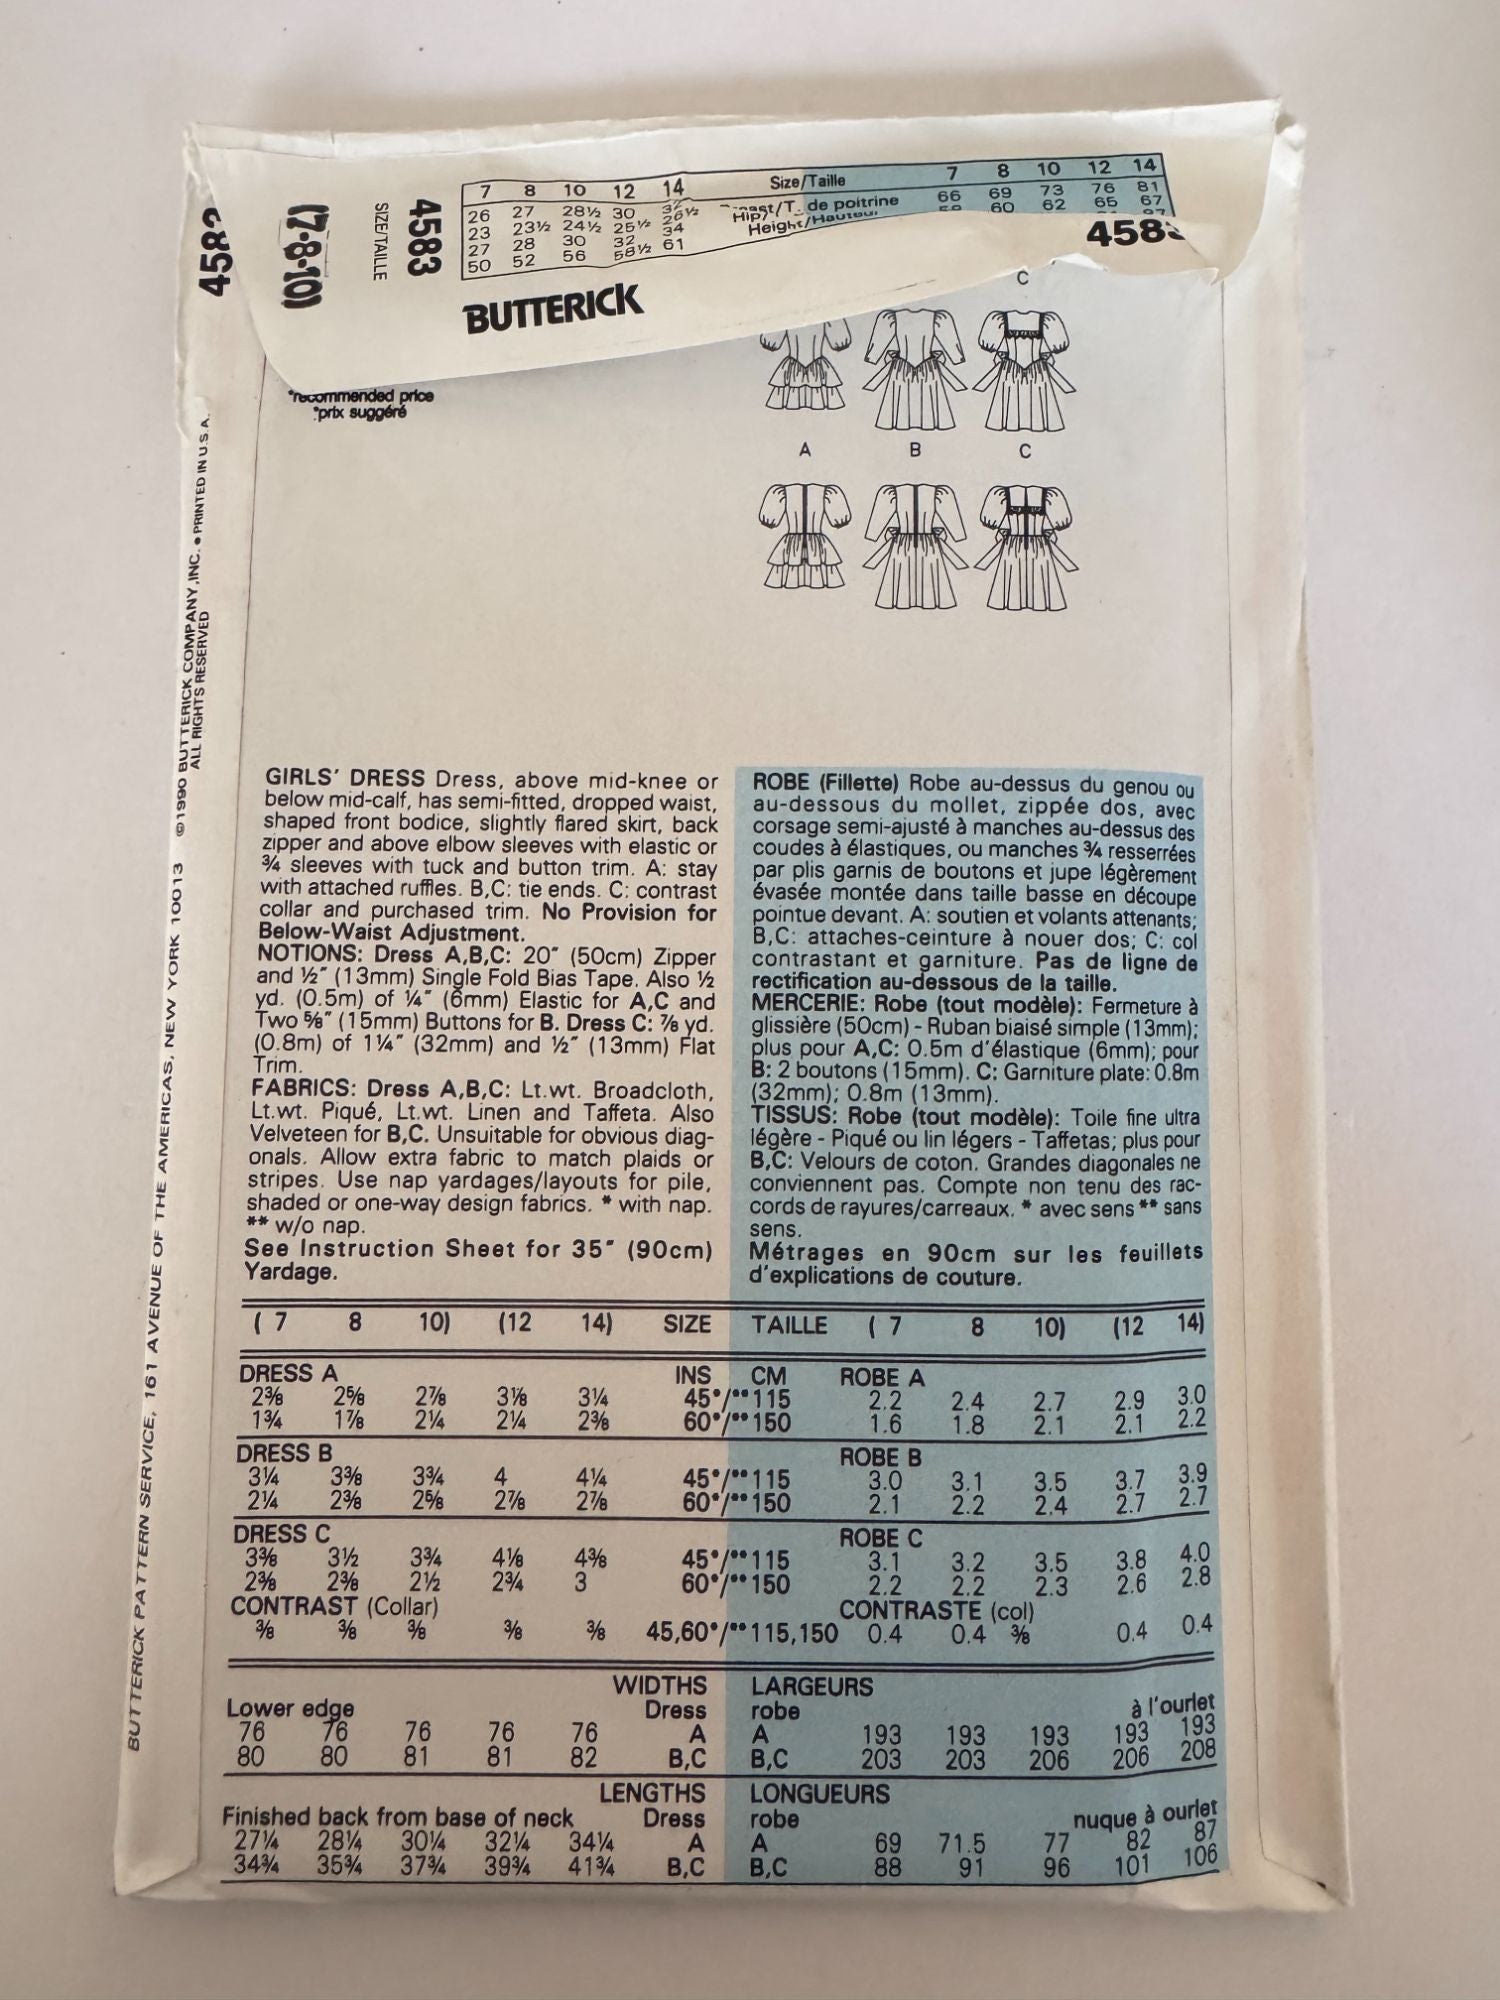 4583
(7-8-10)
SIZE/TAILLE
4583
7 8 10 12 14 Size/Taille 7 8 10 12 14
26 27 28½ 30 32 de poitrine 66 69 73 76 81
23 23½ 24½ 25½ 26½ 60 62 65 67
27 28 30 32 34 Hip/
50 52 56 58½ 61 Height/Hauteur
4583
BUTTERICK
C
*recommended price
*prix suggéré
A B C
©1990 BUTTERICK COMPANY, INC. • PRINTED IN U.S.A.
ALL RIGHTS RESERVED
BUTTERICK PATTERN SERVICE, 161 AVENUE OF THE AMERICAS, NEW YORK 10013
GIRLS' DRESS Dress, above mid-knee or
below mid-calf, has semi-fitted, dropped waist,
shaped front bodice, slightly flared skirt, back
zipper and above elbow sleeves with elastic or
¾ sleeves with tuck and button trim. A: stay
with attached ruffles. B,C: tie ends. C: contrast
collar and purchased trim. No Provision for
Below-Waist Adjustment.
NOTIONS: Dress A,B,C: 20" (50cm) Zipper
and ½" (13mm) Single Fold Bias Tape. Also ½
yd. (0.5m) of ¼" (6mm) Elastic for A,C and
Two ⅝" (15mm) Buttons for B. Dress C: ⅞ yd.
(0.8m) of 1¼" (32mm) and ½" (13mm) Flat
Trim.
FABRICS: Dress A,B,C: Lt.wt. Broadcloth,
Lt.wt. Piqué, Lt.wt. Linen and Taffeta. Also
Velveteen for B,C. Unsuitable for obvious diag-
onals. Allow extra fabric to match plaids or
stripes. Use nap yardages/layouts for pile,
shaded or one-way design fabrics. * with nap.
** w/o nap.
See Instruction Sheet for 35" (90cm)
Yardage.
ROBE (Fillette) Robe au-dessus du genou ou
au-dessous du mollet, zippée dos, avec
corsage semi-ajusté à manches au-dessus des
coudes à élastiques, ou manches ¾ resserrées
par plis garnis de boutons et jupe légèrement
évasée montée dans taille basse en découpe
pointue devant. A: soutien et volants attenants;
B,C: attaches-ceinture à nouer dos; C: col
contrastant et garniture. Pas de ligne de
rectification au-dessous de la taille.
MERCERIE: Robe (tout modèle): Fermeture à
glissière (50cm) - Ruban biaisé simple (13mm);
plus pour A,C: 0.5m d'élastique (6mm); pour
B: 2 boutons (15mm). C: Garniture plate: 0.8m
(32mm); 0.8m (13mm).
TISSUS: Robe (tout modèle): Toile fine ultra
légère - Piqué ou lin légers - Taffetas; plus pour
B,C: Velours de coton. Grandes diagonales ne
conviennent pas. Compte non tenu des rac-
cords de rayures/carreaux. * avec sens ** sans
sens.
Métrages en 90cm sur les feuillets
d'explications de couture.
( 7 8 10) (12 14) SIZE TAILLE ( 7 8 10) (12 14)
DRESS A INS CM ROBE A
2⅜ 2⅝ 2⅞ 3⅛ 3¼ 45*/**115 2.2 2.4 2.7 2.9 3.0
1¾ 1⅞ 2¼ 2¼ 2⅜ 60*/**150 1.6 1.8 2.1 2.1 2.2
DRESS B ROBE B
3¼ 3⅜ 3¾ 4 4¼ 45*/**115 3.0 3.1 3.5 3.7 3.9
2¼ 2⅜ 2⅝ 2⅞ 2⅞ 60*/**150 2.1 2.2 2.4 2.7 2.7
DRESS C ROBE C
3⅜ 3½ 3¾ 4⅛ 4⅜ 45*/**115 3.1 3.2 3.5 3.8 4.0
2⅜ 2⅜ 2½ 2¾ 3 60*/**150 2.2 2.2 2.3 2.6 2.8
CONTRAST (Collar) CONTRASTE (col)
⅜ ⅜ ⅜ ⅜ ⅜ 45,60*/**115,150 0.4 0.4 ⅜ 0.4 0.4
WIDTHS LARGEURS
Lower edge Dress robe à l'ourlet
76 76 76 76 76 A A 193 193 193 193 193
80 80 81 81 82 B,C B,C 203 203 206 206 208
LENGTHS LONGUEURS
Finished back from base of neck Dress robe nuque à ourlet
27¼ 28¼ 30¼ 32¼ 34¼ A A 69 71.5 77 82 87
34¾ 35¾ 37¾ 39¾ 41¾ B,C B,C 88 91 96 101 106